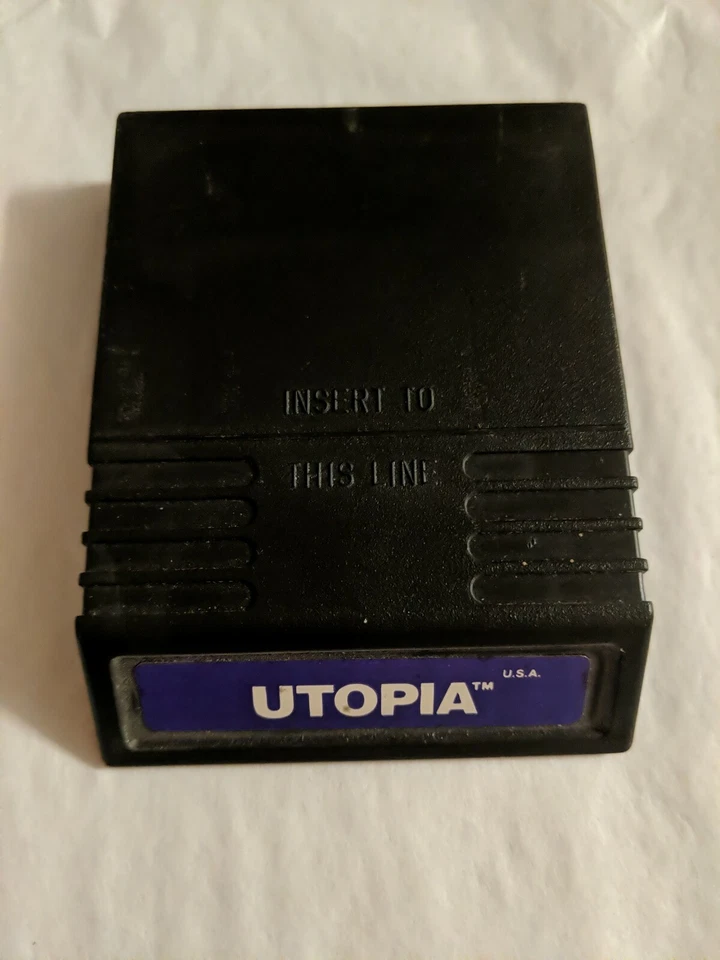 INSERT TO
THIS LINE
U.S.A.
UTOPIA™